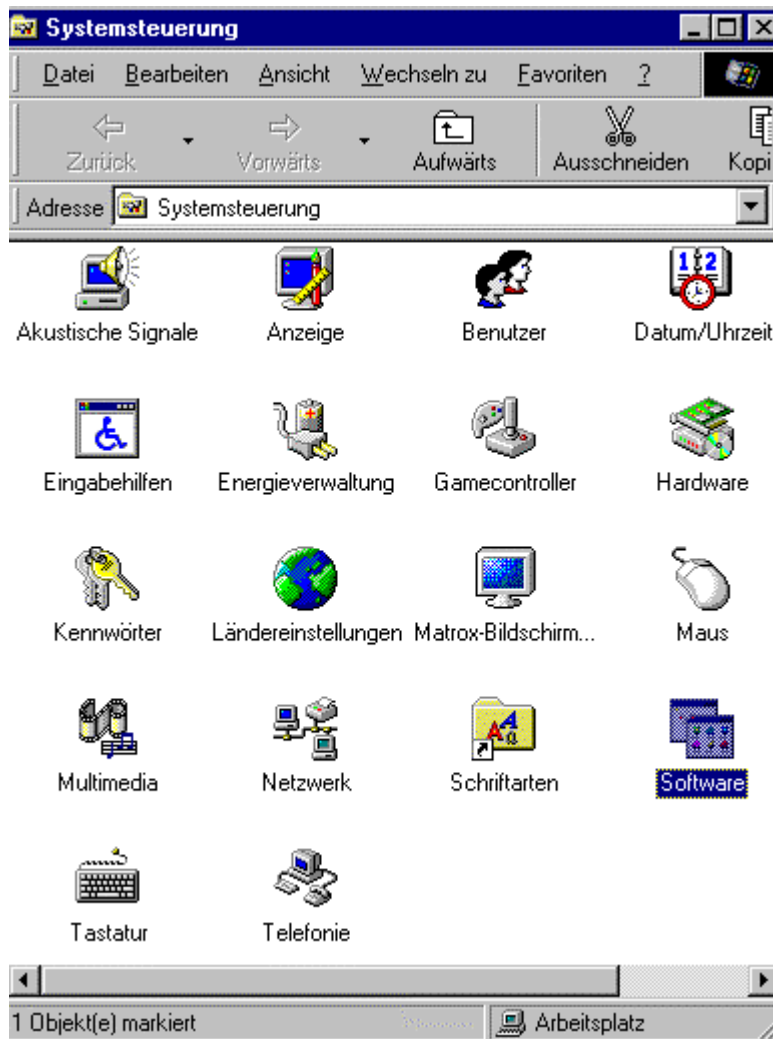 Systemsteuerung
Datei Bearbeiten Ansicht Wechseln zu Favoriten ?
Zurück Vorwärts Aufwärts Ausschneiden Kopi
Adresse Systemsteuerung
1 2
Akustische Signale Anzeige Benutzer Datum/Uhrzeit
Eingabehilfen Energieverwaltung Gamecontroller Hardware
Kennwörter Ländereinstellungen Matrox-Bildschirm... Maus
Multimedia Netzwerk Schriftarten Software
Tastatur Telefonie
1 Objekt(e) markiert Arbeitsplatz